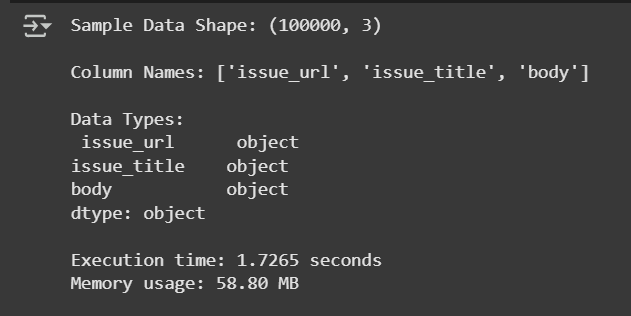 Sample Data Shape: (100000, 3)
Column Names: ['issue_url', 'issue_title', 'body']
Data Types:
issue_url object
issue_title object
body object
dtype: object
Execution time: 1.7265 seconds
Memory usage: 58.80 MB